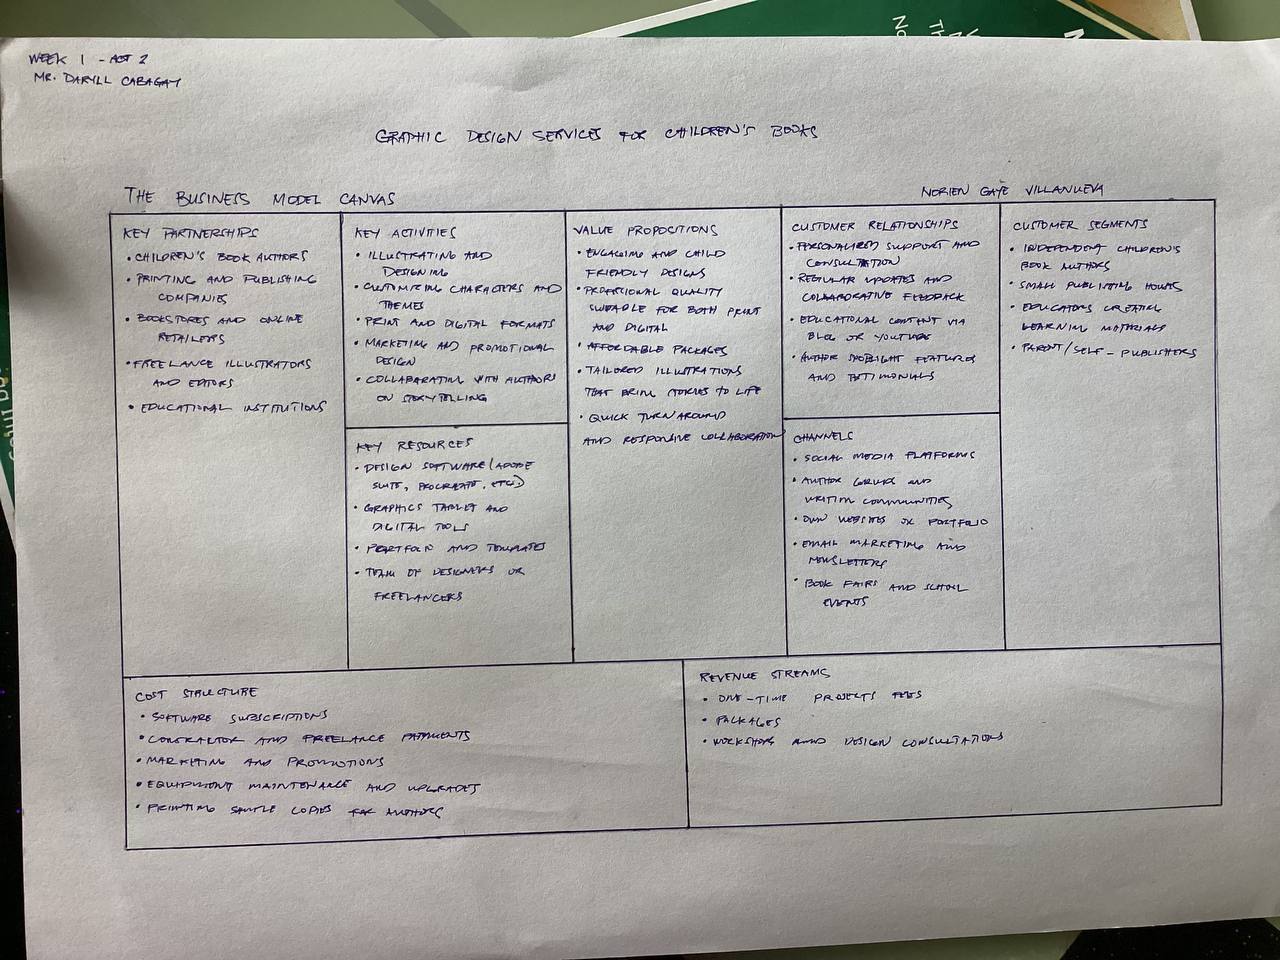 WEEK 1 - ACT 2
MR. DARYLL CABAGAY
GRAPHIC DESIGN SERVICES FOR CHILDREN'S BOOKS
THE BUSINESS MODEL CANVAS
NORIEN GAYE VILLANUEVA
KEY PARTNERSHIPS
• CHILDREN'S BOOK AUTHORS
• PRINTING AND PUBLISHING
COMPANIES
• BOOKSTORES AND ONLINE
RETAILERS
• FREELANCE ILLUSTRATORS
AND EDITORS
• EDUCATIONAL INSTITUTIONS
KEY ACTIVITIES
• ILLUSTRATING AND
DESIGNING
• CUSTOMIZING CHARACTERS AND
THEMES
• PRINT AND DIGITAL FORMATS
• MARKETING AND PROMOTIONAL
DESIGN
• COLLABORATING WITH AUTHORS
ON STORYTELLING
KEY RESOURCES
• DESIGN SOFTWARE (ADOBE
SUITE, PROCREATE, ETC.)
• GRAPHICS TABLET AND
DIGITAL TOOLS
• PORTFOLIO AND TEMPLATES
• TEAM OF DESIGNERS OR
FREELANCERS
VALUE PROPOSITIONS
• ENGAGING AND CHILD
FRIENDLY DESIGNS
• PROFESSIONAL QUALITY
SUITABLE FOR BOTH PRINT
AND DIGITAL
• AFFORDABLE PACKAGES
• TAILORED ILLUSTRATIONS
THAT BRING STORIES TO LIFE
• QUICK TURNAROUND
AND RESPONSIVE COLLABORATION
CUSTOMER RELATIONSHIPS
• PERSONALIZED SUPPORT AND
CONSULTATION
• REGULAR UPDATES AND
COLLABORATIVE FEEDBACK
• EDUCATIONAL CONTENT VIA
BLOG OR YOUTUBE
• AUTHOR SPOTLIGHT FEATURES
AND TESTIMONIALS
CHANNELS
• SOCIAL MEDIA PLATFORMS
• AUTHOR GROUPS AND
WRITING COMMUNITIES
• OWN WEBSITES OR PORTFOLIO
• EMAIL MARKETING AND
NEWSLETTERS
• BOOK FAIRS AND SCHOOL
EVENTS
CUSTOMER SEGMENTS
• INDEPENDENT CHILDREN'S
BOOK AUTHORS
• SMALL PUBLISHING HOUSES
• EDUCATORS CREATING
LEARNING MATERIALS
• PARENT/SELF-PUBLISHERS
COST STRUCTURE
• SOFTWARE SUBSCRIPTIONS
• CONTRACTOR AND FREELANCE PAYMENTS
• MARKETING AND PROMOTIONS
• EQUIPMENT MAINTENANCE AND UPGRADES
• PRINTING SAMPLE COPIES FOR AUTHORS
REVENUE STREAMS
• ONE-TIME PROJECTS FEES
• PACKAGES
• WORKSHOPS AND DESIGN CONSULTATIONS